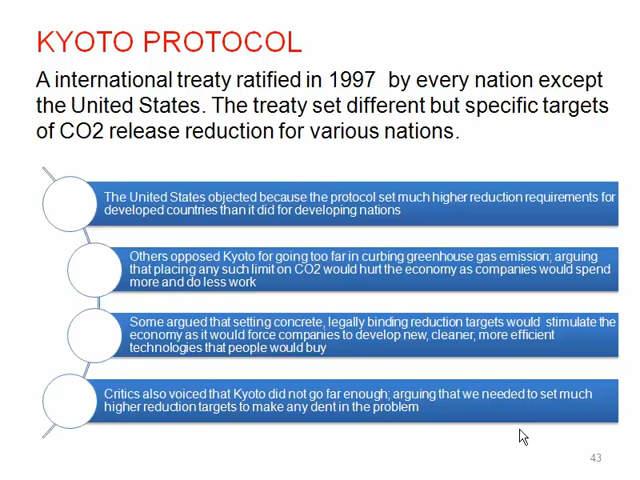 KYOTO PROTOCOL
A international treaty ratified in 1997 by every nation except
the United States. The treaty set different but specific targets
of CO2 release reduction for various nations.
The United States objected because the protocol set much higher reduction requirements for
developed countries than it did for developing nations
Others opposed Kyoto for going too far in curbing greenhouse gas emission; arguing
that placing any such limit on CO2 would hurt the economy as companies would spend
more and do less work
Some argued that setting concrete, legally binding reduction targets would stimulate the
economy as it would force companies to develop new, cleaner, more efficient
technologies that people would buy
Critics also voiced that Kyoto did not go far enough; arguing that we needed to set much
higher reduction targets to make any dent in the problem
43